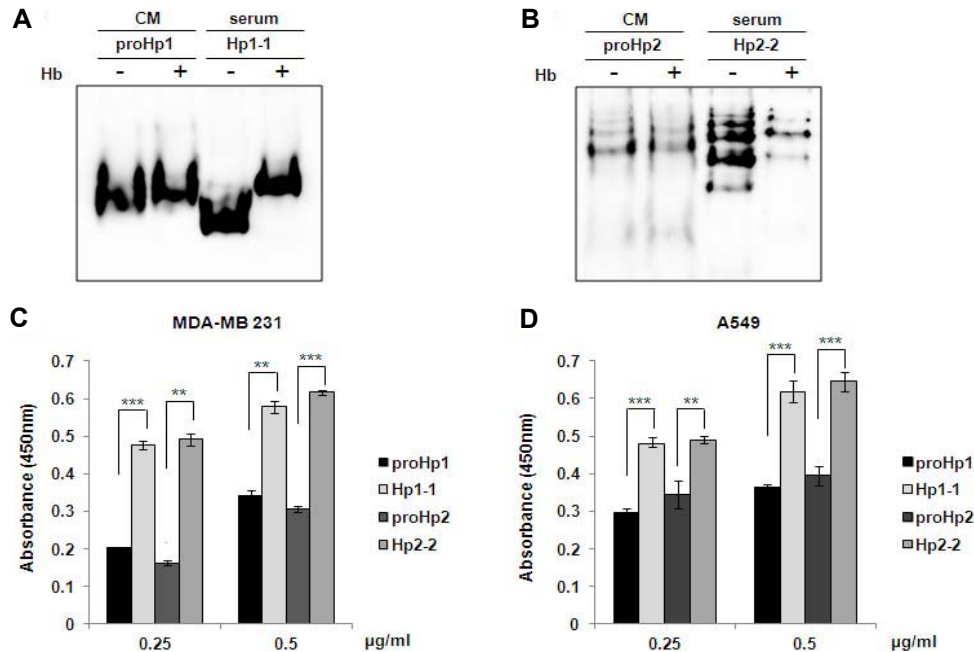 A
CM
serum
proHp1
Hp1-1
Hb
-
+
-
+
B
CM
serum
proHp2
Hp2-2
Hb
-
+
-
+
C
MDA-MB 231
Absorbance (450nm)
0.7
0.6
0.5
0.4
0.3
0.2
0.1
0
***
**
**
***
0.25
0.5
µg/ml
proHp1
Hp1-1
proHp2
Hp2-2
D
A549
Absorbance (450nm)
0.7
0.6
0.5
0.4
0.3
0.2
0.1
0
***
**
***
***
0.25
0.5
µg/ml
proHp1
Hp1-1
proHp2
Hp2-2